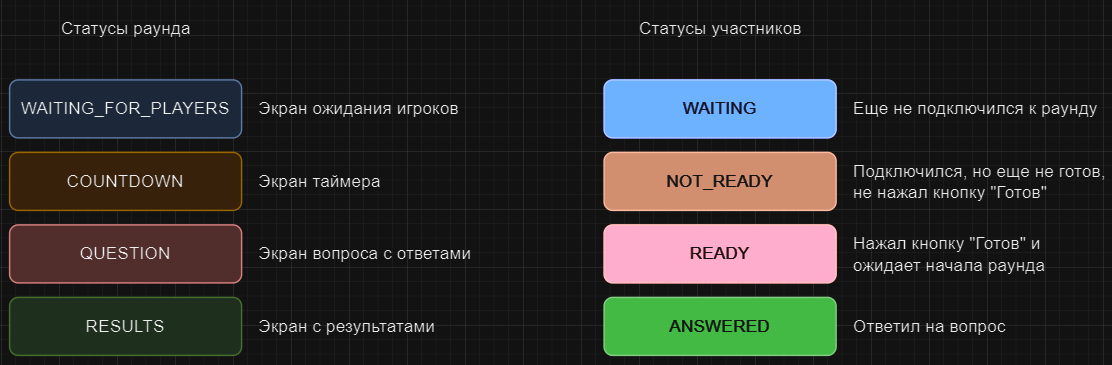 Статусы раунда
Статусы участников
WAITING_FOR_PLAYERS
Экран ожидания игроков
WAITING
Еще не подключился к раунду
COUNTDOWN
Экран таймера
NOT_READY
Подключился, но еще не готов,
не нажал кнопку "Готов"
QUESTION
Экран вопроса с ответами
READY
Нажал кнопку "Готов" и
ожидает начала раунда
RESULTS
Экран с результатами
ANSWERED
Ответил на вопрос